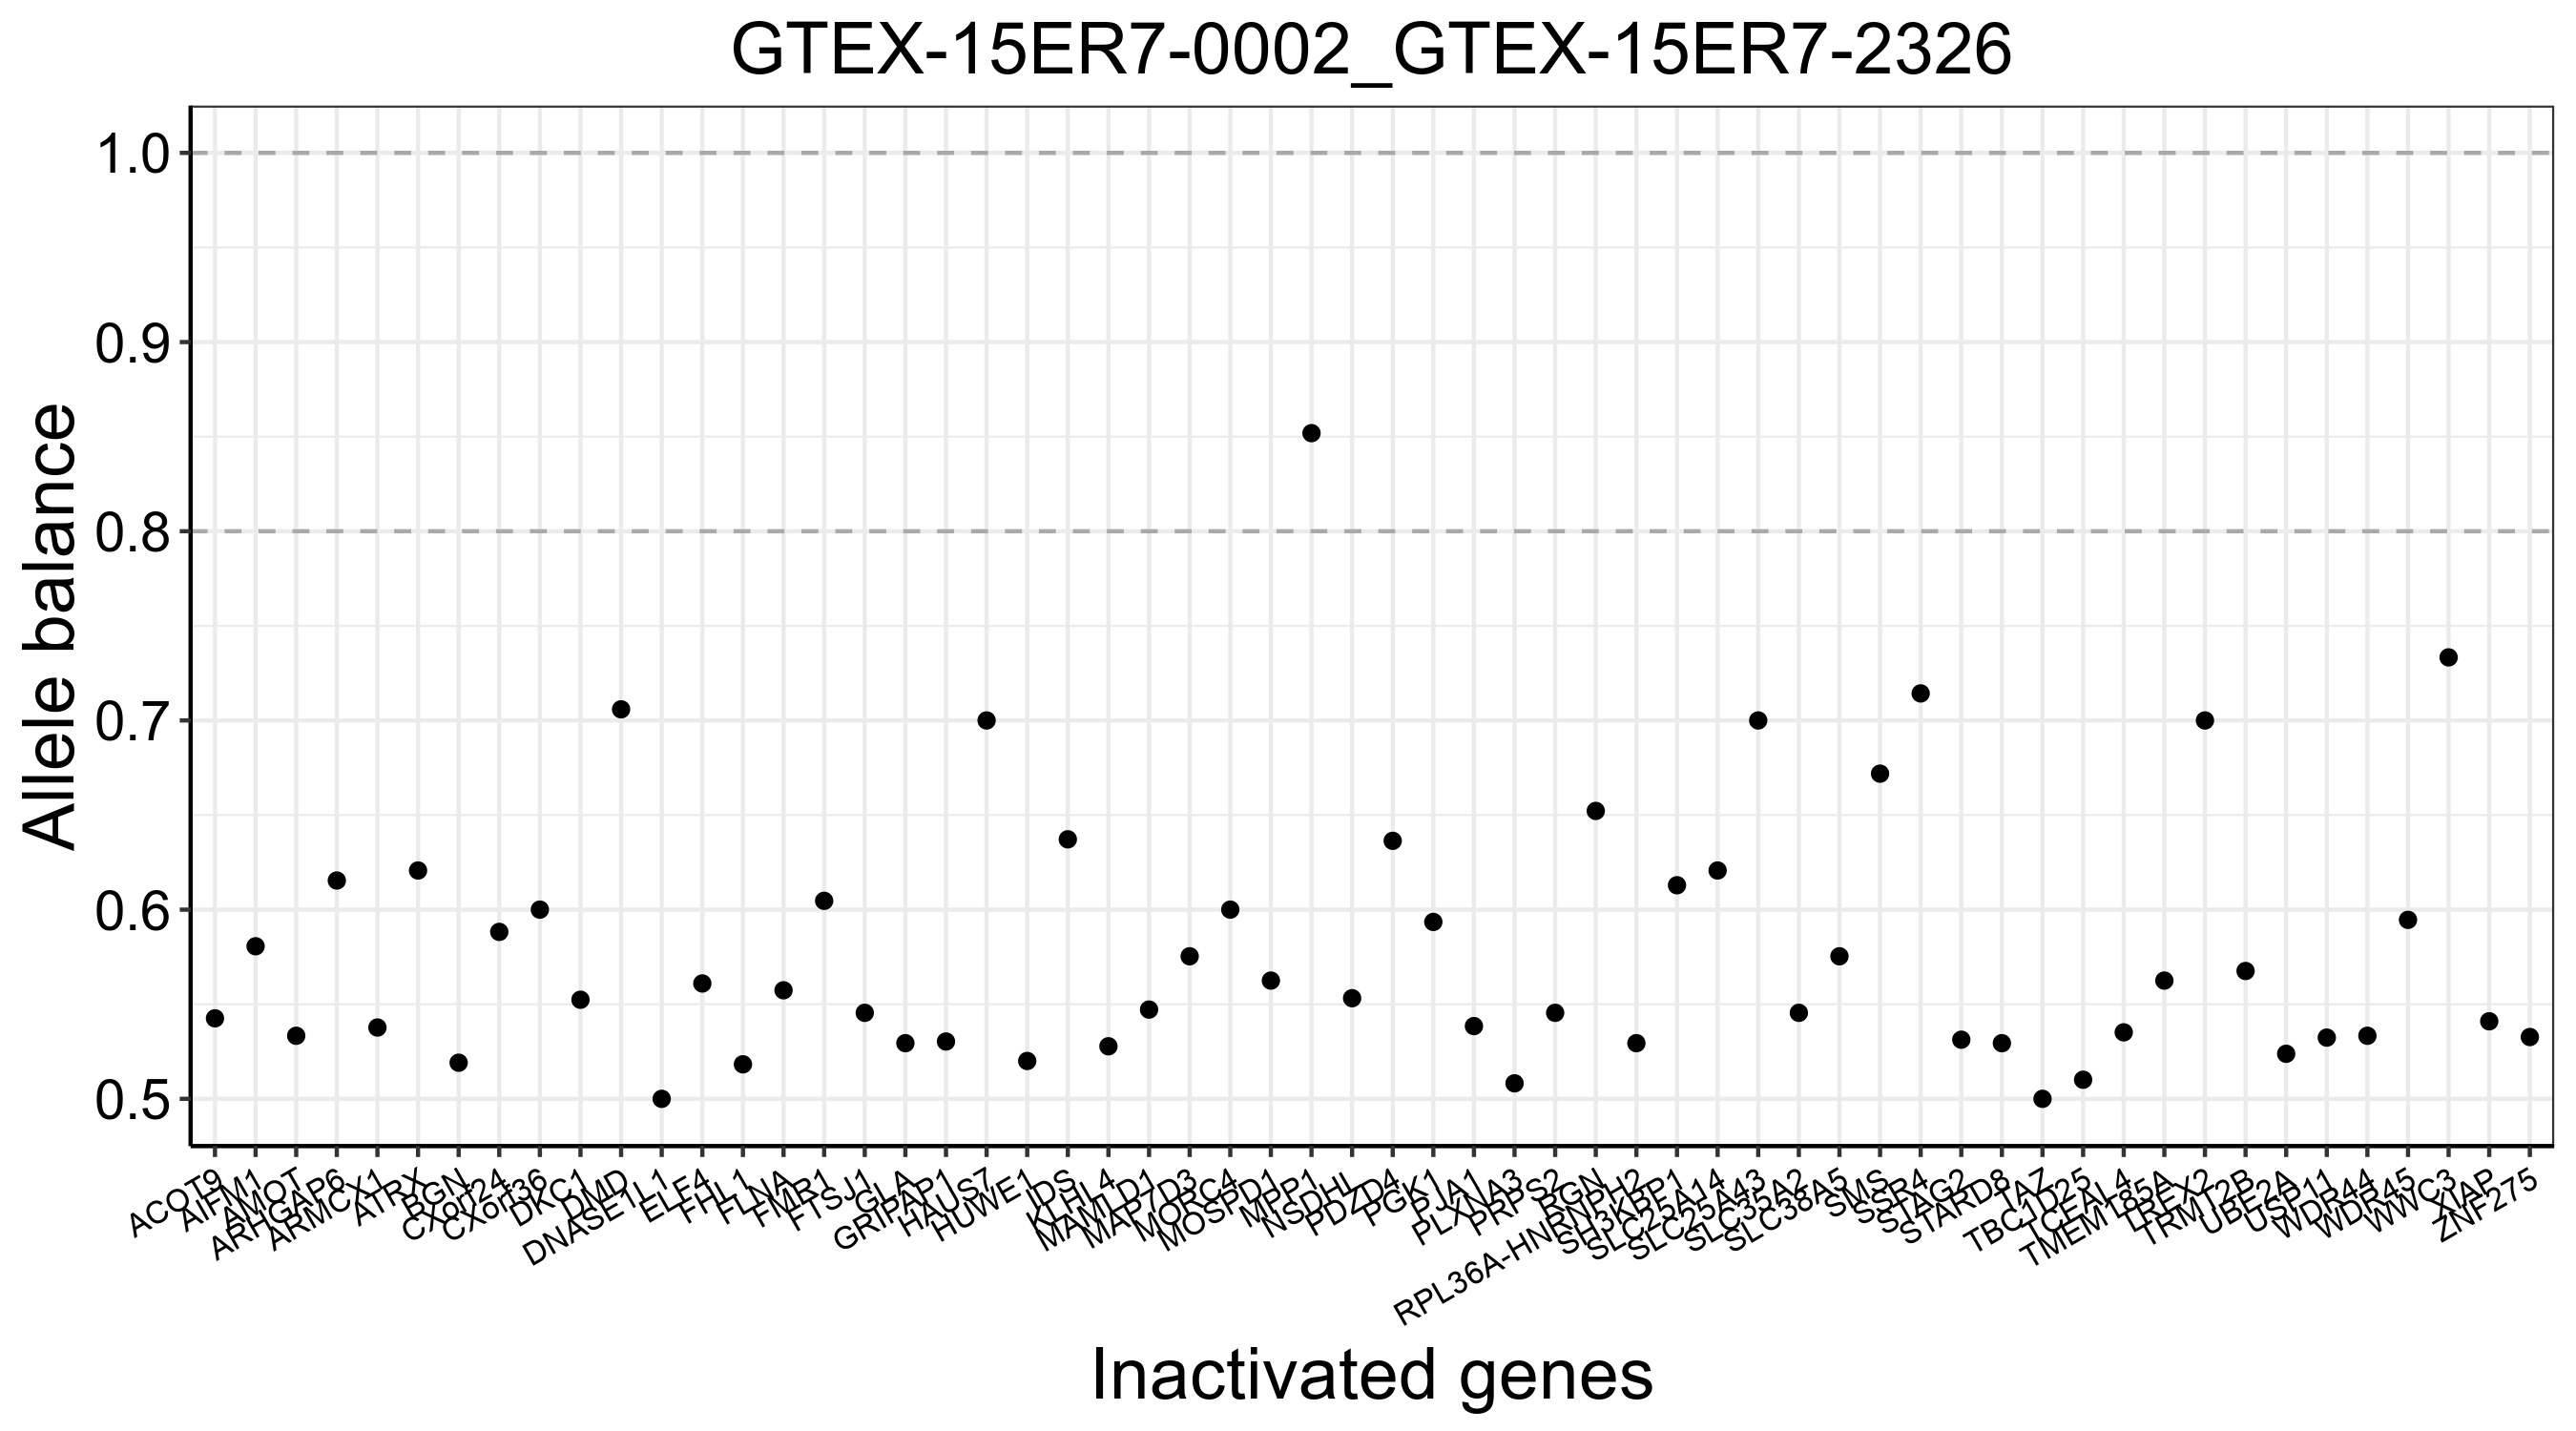 GTEX-15ER7-0002_GTEX-15ER7-2326
Allele balance
1.0
0.9
0.8
0.7
0.6
0.5
ACOT9
AIFM1
AMOT
ARHGAP6
ARMCX1
ATRX
BGN
CXorf24
CXorf36
DKC1
DMD
DNASE1L1
ELF4
FHL1
FLNA
FMR1
FTSJ1
GLA
GRIPAP1
HAUS7
HUWE1
IDS
KLHL4
MAMLD1
MAP7D3
MORC4
MOSPD1
MPP1
NSDHL
PDZD4
PGK1
PJA1
PLXNA3
PRPS2
RGN
RPL36A-HNRNPH2
SH3KBP1
SLC25A14
SLC25A43
SLC35A2
SLC38A5
SMS
SSR4
STAG2
STARD8
TAZ
TBC1D25
TCEAL4
TMEM185A
TREX2
TRMT2B
UBE2A
USP11
WDR44
WDR45
WWC3
XIAP
ZNF275
Inactivated genes